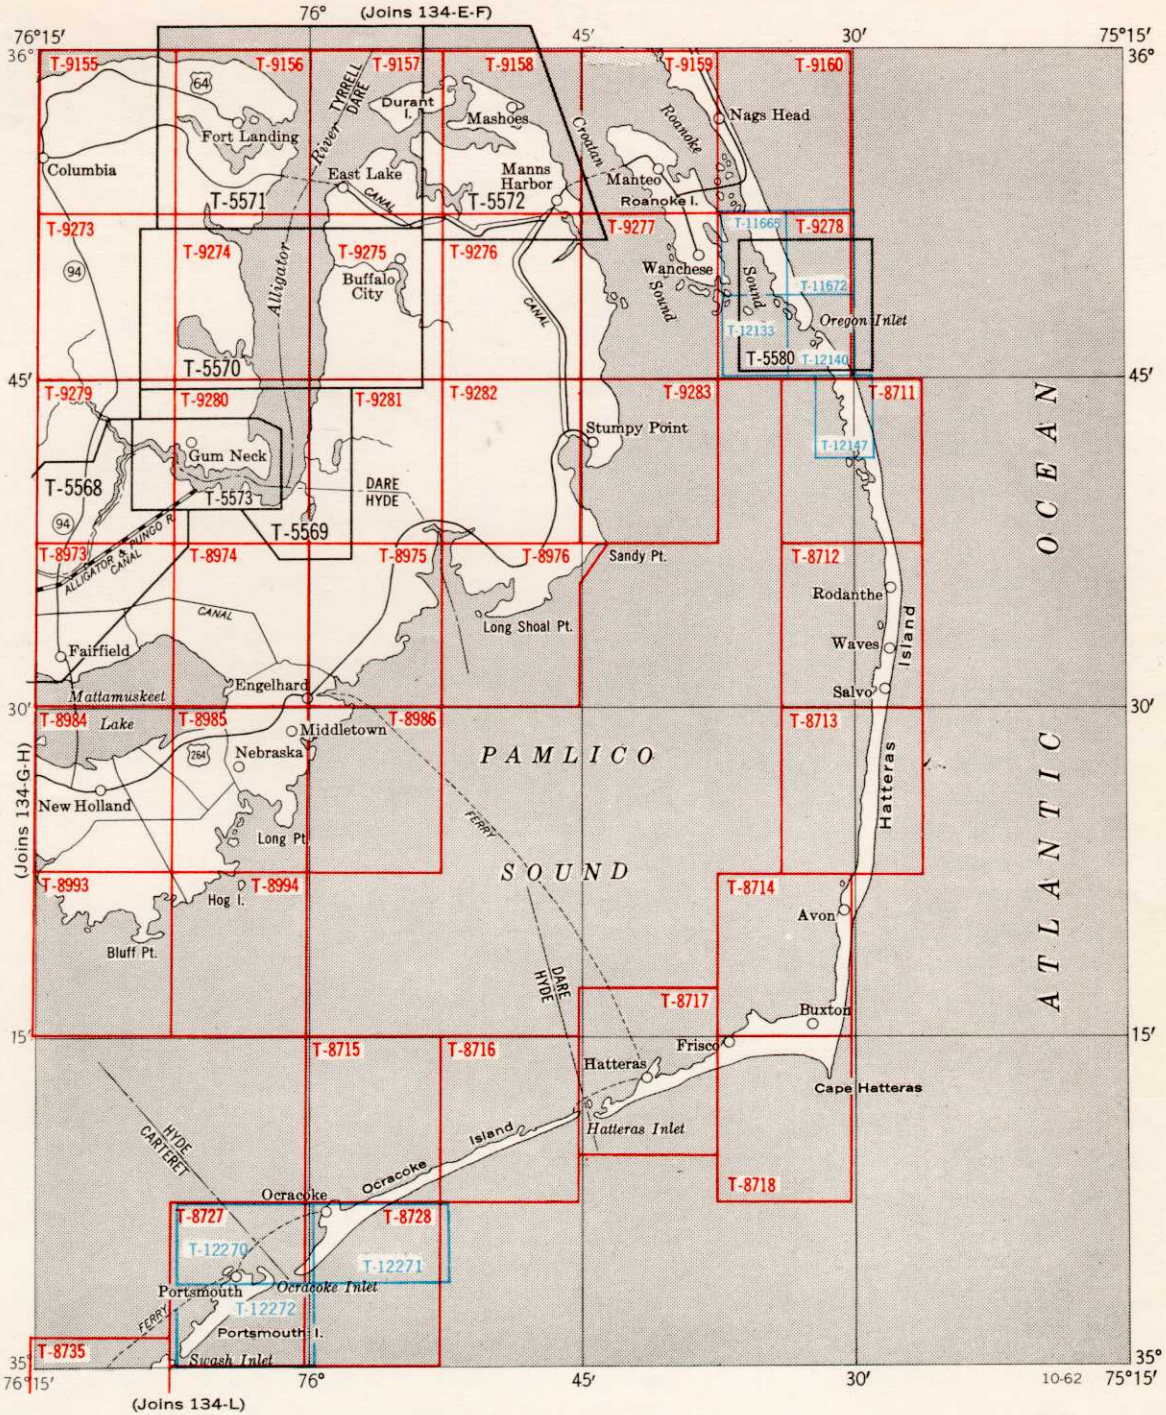 76°
(Joins 134-E-F)
76°15'
45'
30'
75°15'
36°
36°
T-9155
T-9156
T-9157
T-9158
T-9159
T-9160
64
TYRRELL
DARE
Durant
I.
Mashoes
Nags Head
Fort Landing
River
Croatan
Roanoke
Columbia
East Lake
Manns
Harbor
Manteo
CANAL
Roanoke I.
T-5571
T-5572
T-9273
T-9274
T-9275
T-9276
T-9277
T-11665
T-9278
94
Alligator
Buffalo
City
Wanchese
Sound
Sound
T-11672
CANAL
Oregon Inlet
T-12133
T-5570
T-5580
T-12140
45'
45'
T-9279
T-9280
T-9281
T-9282
T-9283
T-8711
Stumpy Point
T-12147
Gum Neck
T-5568
T-5573
DARE
HYDE
94
T-5569
OCEAN
T-8973
T-8974
T-8975
T-8976
Sandy Pt.
T-8712
ALLIGATOR & PUNGO R.
CANAL
Rodanthe
CANAL
Long Shoal Pt.
Island
Waves
Fairfield
Engelhard
Salvo
Mattamuskeet
30'
30'
T-8984
Lake
T-8985
T-8986
T-8713
Middletown
264
Nebraska
PAMLICO
Hatteras
New Holland
FERRY
Long Pt.
(Joins 134-G-H)
ATLANTIC
SOUND
T-8993
T-8994
T-8714
Hog I.
Avon
Bluff Pt.
DARE
HYDE
T-8717
Buxton
15'
15'
T-8715
T-8716
Frisco
Hatteras
Cape Hatteras
HYDE
CARTERET
Island
Hatteras Inlet
Ocracoke
T-8718
Ocracoke
T-8727
T-8728
T-12270
T-12271
Portsmouth
Ocracoke Inlet
FERRY
T-12272
Portsmouth I.
T-8735
Swash Inlet
35°
35°
76°15'
76°
45'
30'
10-62
75°15'
(Joins 134-L)